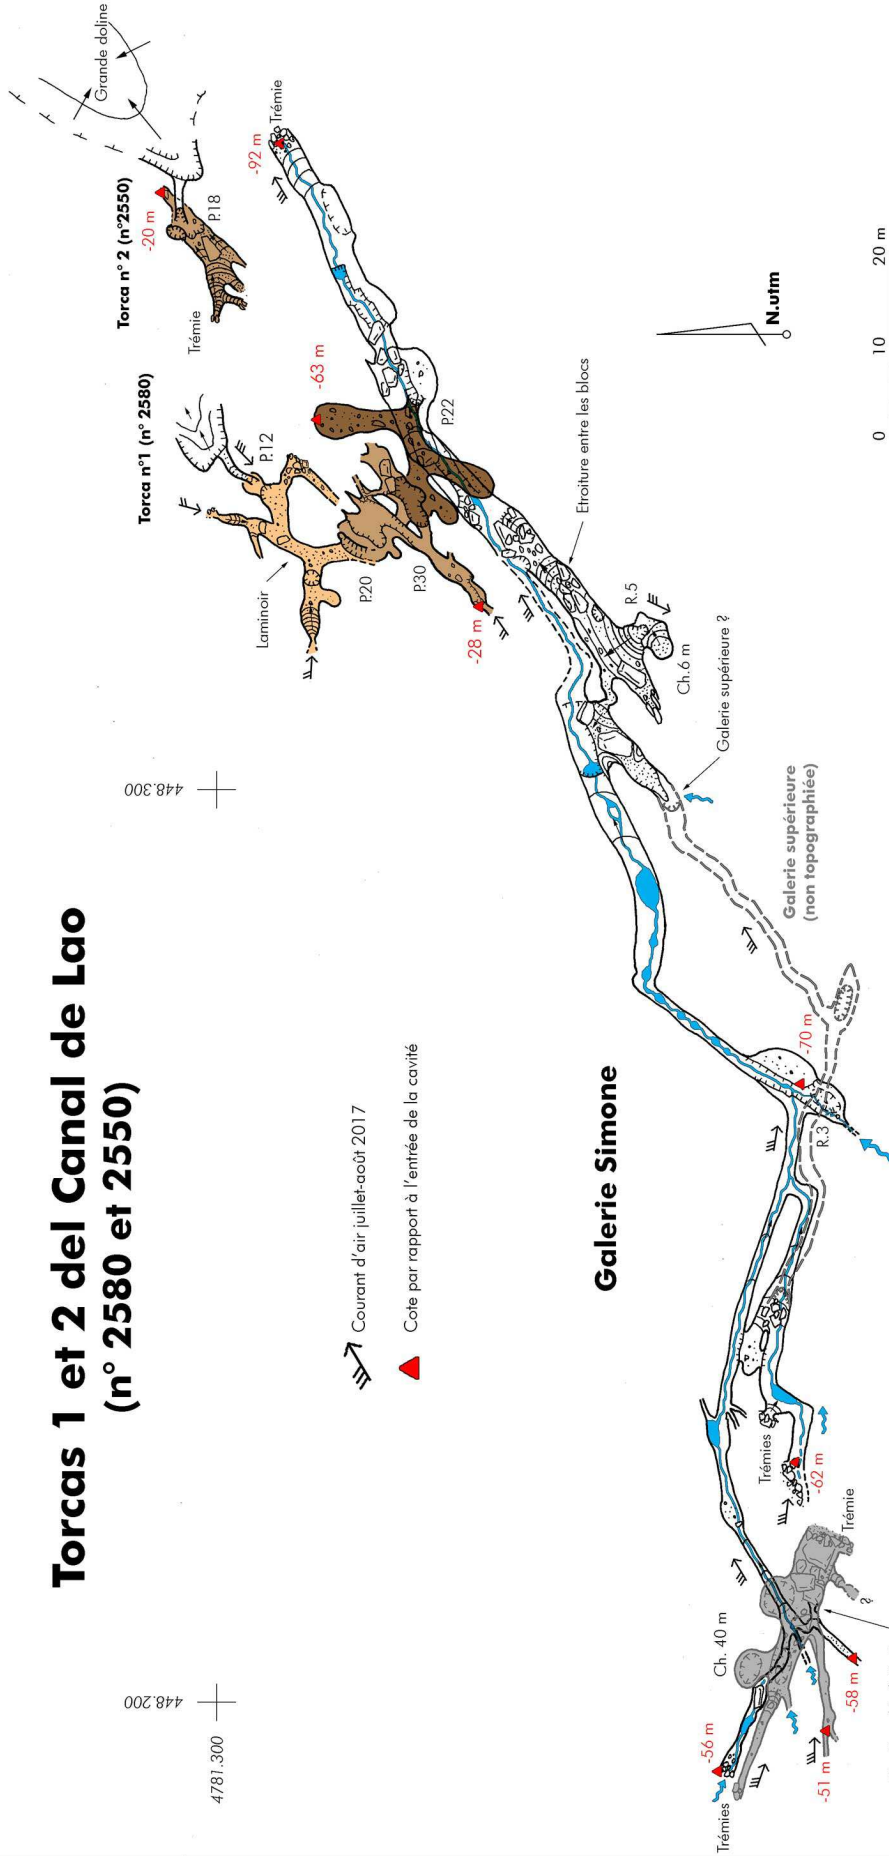 Torcas 1 et 2 del Canal de Lao
(n° 2580 et 2550)
Courant d'air juillet-août 2017
Cote par rapport à l'entrée de la cavité
448.200
448.300
4781.300
Grande doline
Torca n° 2 (n°2550)
-20 m
P.18
Trémie
-92 m
Trémie
Torca n°1 (n° 2580)
P.12
Laminoir
P.20
P.30
-28 m
-63 m
P.22
Etroiture entre les blocs
R.5
Ch.6 m
Galerie supérieure ?
Galerie supérieure
(non topographiée)
N.utm
0 10 20 m
Galerie Simone
-70 m
R.3
Trémies
-62 m
Trémie
?
Ch. 40 m
-58 m
-56 m
Trémies
-51 m